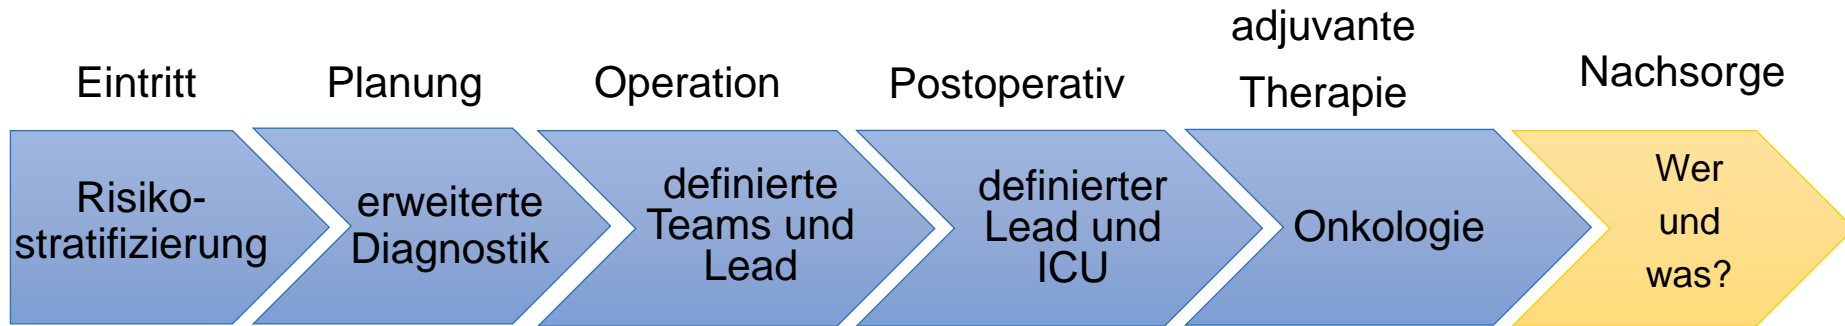 Eintritt
Planung
Operation
Postoperativ
adjuvante
Therapie
Nachsorge
Risiko-
stratifizierung
erweiterte
Diagnostik
definierte
Teams und
Lead
definierter
Lead und
ICU
Onkologie
Wer
und
was?